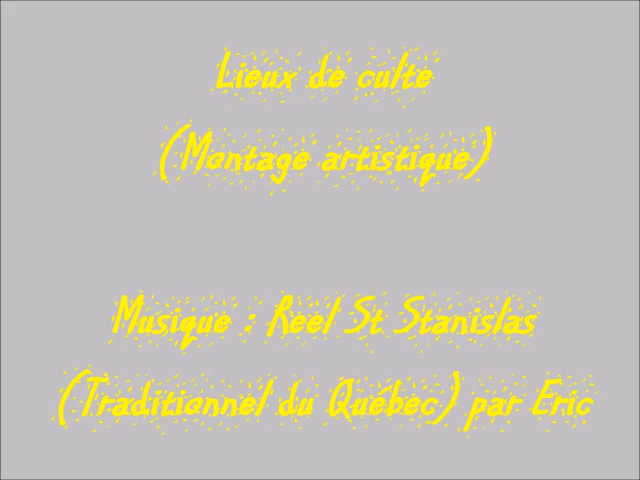 Lieux de culte
(Montage artistique)
Musique : Reel St Stanislas
(Traditionnel du Québec) par Eric